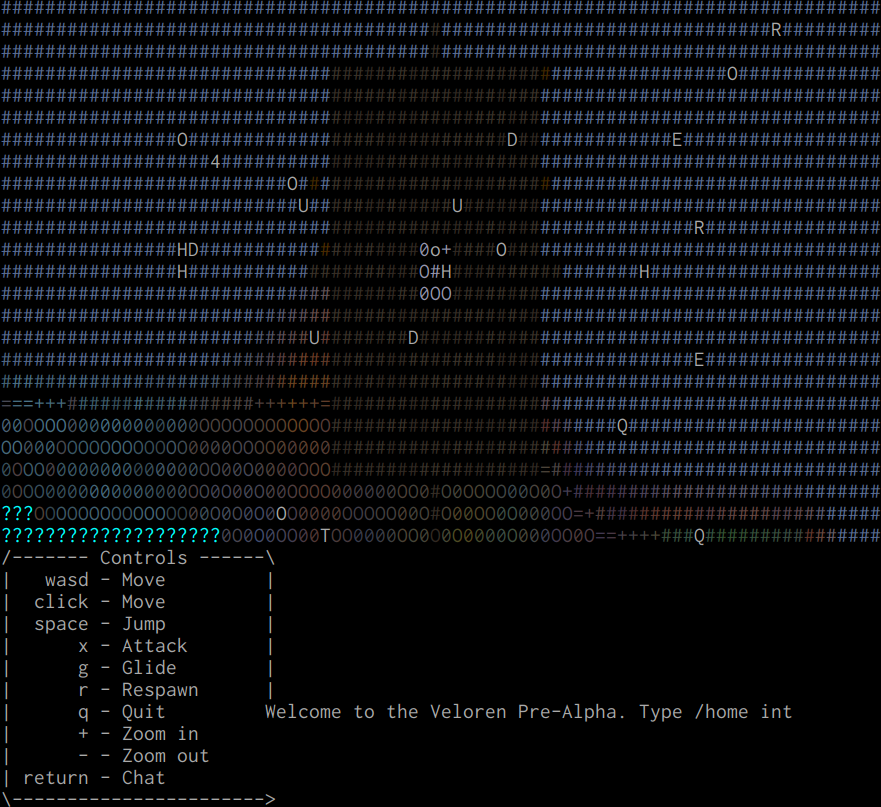 /------- Controls ------\
|   wasd - Move         |
|  click - Move         |
|  space - Jump         |
|      x - Attack       |
|      g - Glide        |
|      r - Respawn      |
|      q - Quit
Welcome to the Veloren Pre-Alpha. Type /home int
|      + - Zoom in
|      - - Zoom out
| return - Chat
\----------------------->